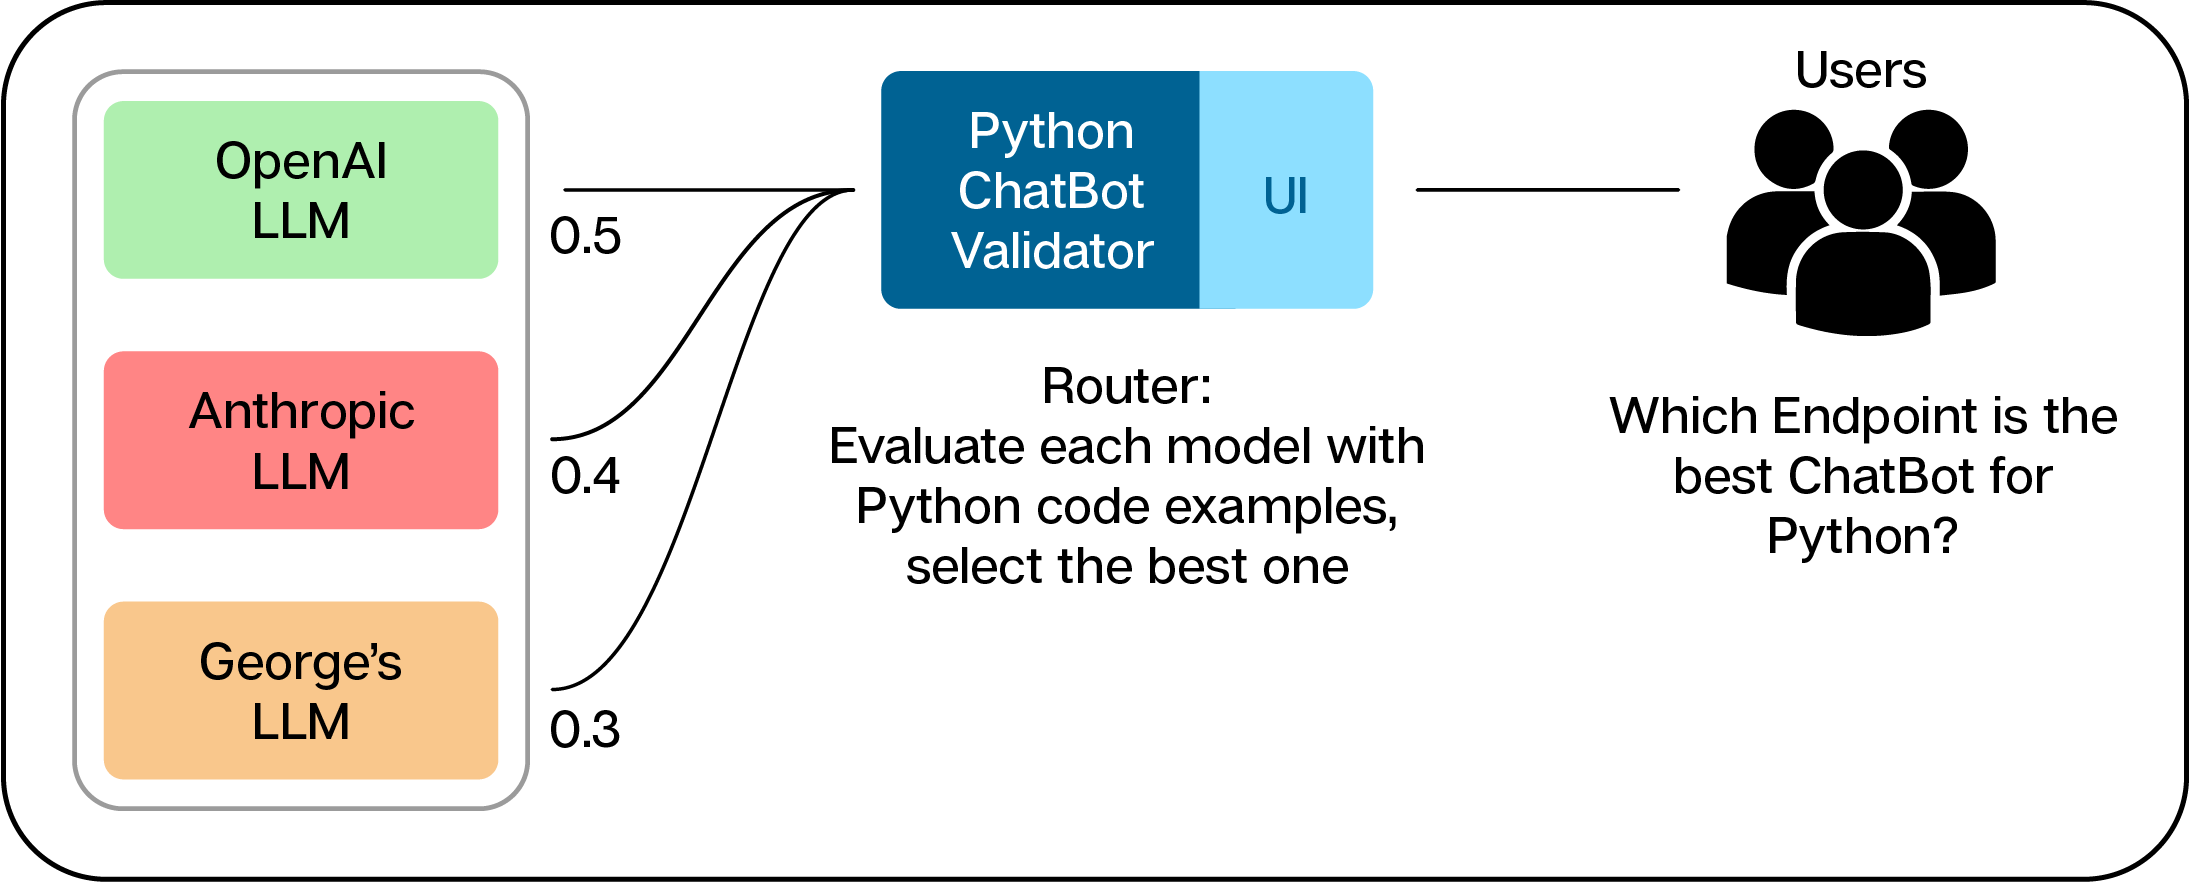 OpenAI
LLM
0.5
Anthropic
LLM
0.4
George’s
LLM
0.3
Python
ChatBot
Validator
UI
Router:
Evaluate each model with
Python code examples,
select the best one
Users
Which Endpoint is the
best ChatBot for
Python?